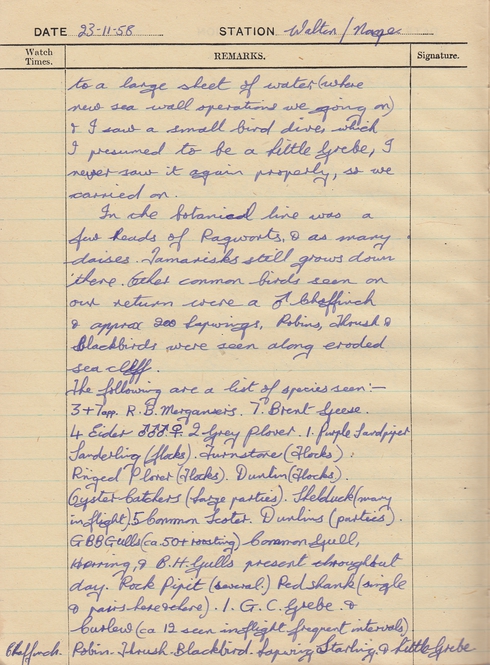 DATE 23-11-58 STATION Walton / Naze
Watch Times. REMARKS. Signature.
to a large sheet of water (where
new sea wall operations we going on)
& I saw a small bird dive, which
I presumed to be a Little Grebe, I
never saw it again properly, so we
carried on.
In the botanical line was a
few heads of Ragworts, & as many
daises. Tamarisks still grows down
there. Other common birds seen on
our return were a ♂ Chaffinch
& approx 200 Lapwings, Robins, Thrush &
Blackbirds were seen along eroded
sea cliff.
The following are a list of species seen:-
3+7opp. R.B. Mergansers. 7. Brent Geese.
4 Eider ♂♂♂♀. 2 Grey Plover. 1. Purple Sandpiper
Sanderling (flocks). Turnstone (flocks).
Ringed Plover (flocks). Dunlin (flocks).
Oyster Catchers (large parties). Shelduck (many
in flight) 5 Common Scoter. Dunlins (parties).
GBBGulls (ca 50+ roosting) Common Gull,
Herring, & B.H. Gulls present throughout
day. Rock Pipit (several.) Redshank (single
& pairs here & there). 1. G.C. Grebe. &
Curlew (ca 12 seen in flight frequent intervals)
Chaffinch. Robin. Thrush. Blackbird. Lapwing Starling. & Little Grebe